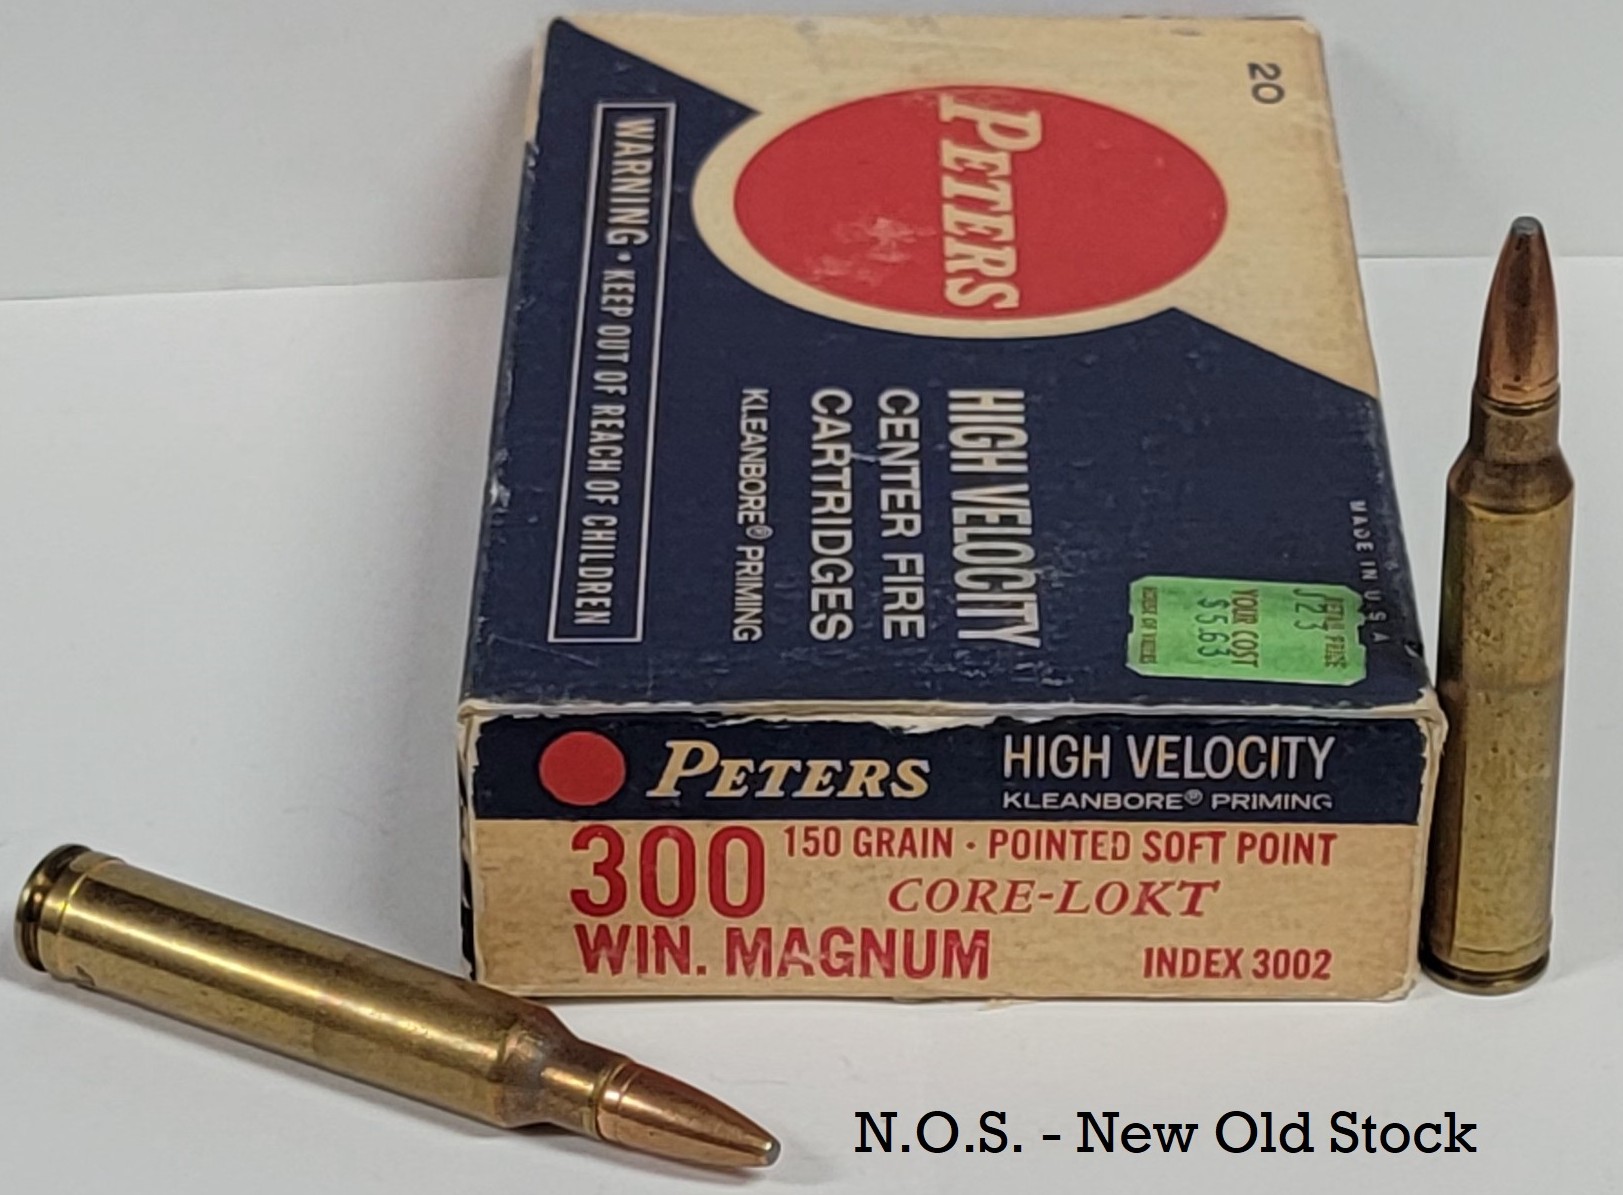 20
PETERS
HIGH VELOCITY
CENTER FIRE
CARTRIDGES
KLEANBORE® PRIMING
WARNING • KEEP OUT OF REACH OF CHILDREN
MADE IN U.S.A
PRICE
YOUR COST
$5.63
PETERS
HIGH VELOCITY
KLEANBORE® PRIMING
300
150 GRAIN • POINTED SOFT POINT
CORE-LOKT
WIN. MAGNUM
INDEX 3002
N.O.S. - New Old Stock